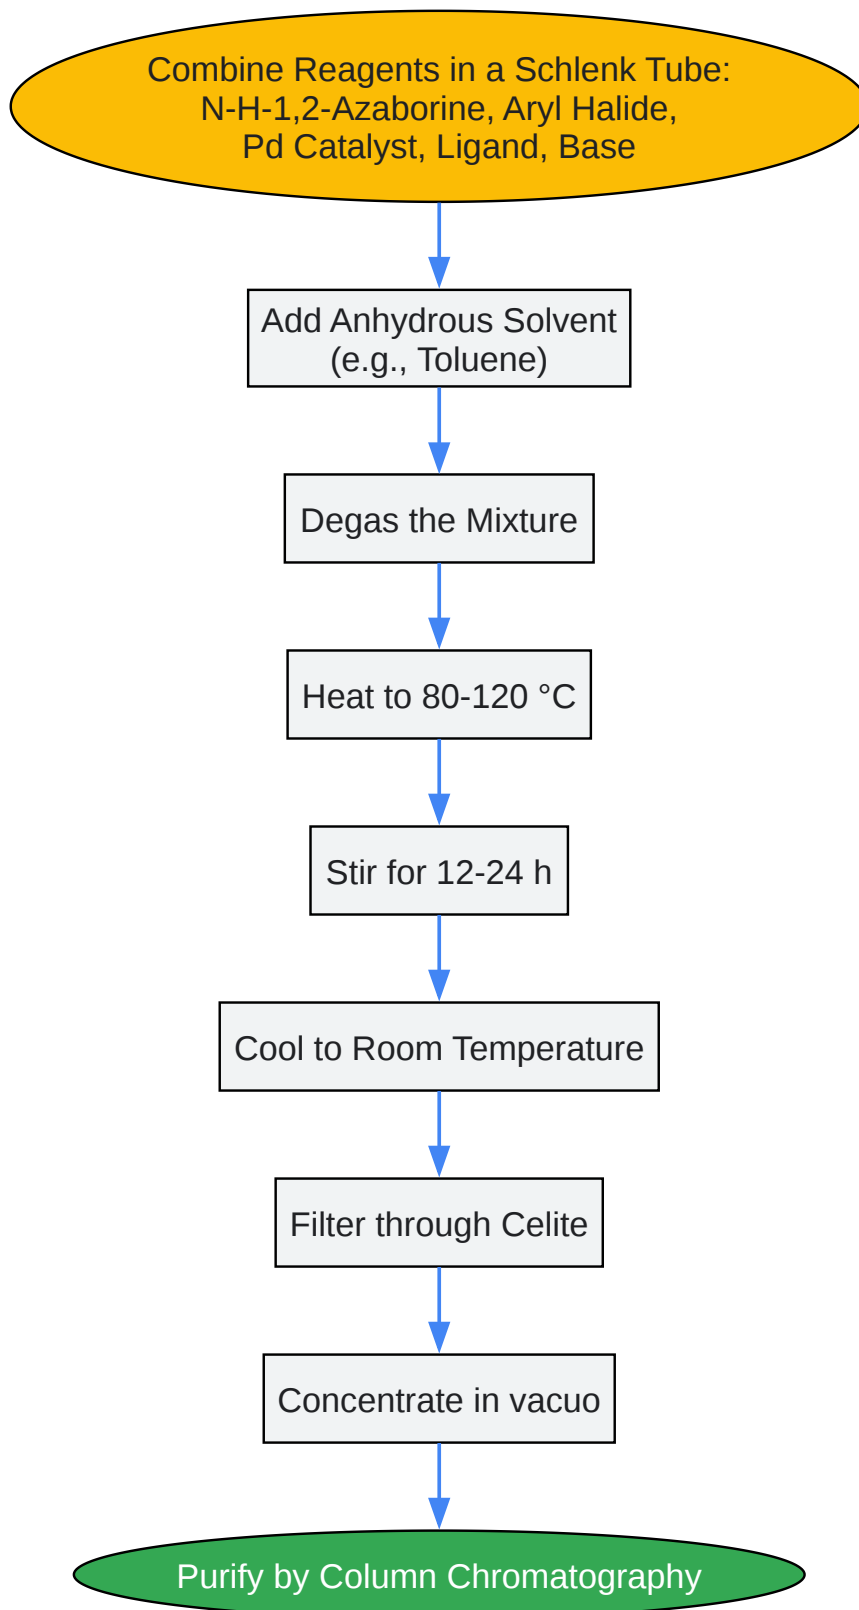 Combine Reagents in a Schlenk Tube:
N-H-1,2-Azaborine, Aryl Halide,
Pd Catalyst, Ligand, Base
Add Anhydrous Solvent
(e.g., Toluene)
Degas the Mixture
Heat to 80-120 °C
Stir for 12-24 h
Cool to Room Temperature
Filter through Celite
Concentrate in vacuo
Purify by Column Chromatography